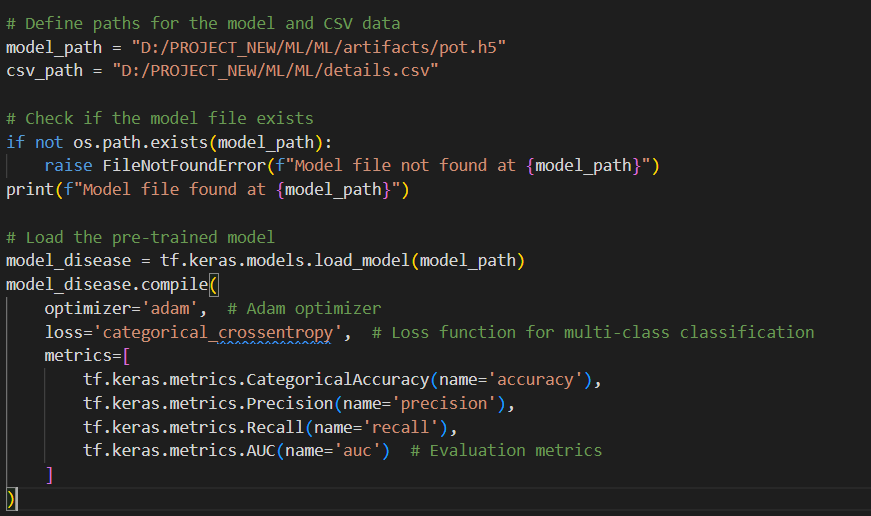 # Define paths for the model and CSV data
model_path = "D:/PROJECT_NEW/ML/ML/artifacts/pot.h5"
csv_path = "D:/PROJECT_NEW/ML/ML/details.csv"

# Check if the model file exists
if not os.path.exists(model_path):
    raise FileNotFoundError(f"Model file not found at {model_path}")
print(f"Model file found at {model_path}")

# Load the pre-trained model
model_disease = tf.keras.models.load_model(model_path)
model_disease.compile(
    optimizer='adam',  # Adam optimizer
    loss='categorical_crossentropy',  # Loss function for multi-class classification
    metrics=[
        tf.keras.metrics.CategoricalAccuracy(name='accuracy'),
        tf.keras.metrics.Precision(name='precision'),
        tf.keras.metrics.Recall(name='recall'),
        tf.keras.metrics.AUC(name='auc')  # Evaluation metrics
    ]
)